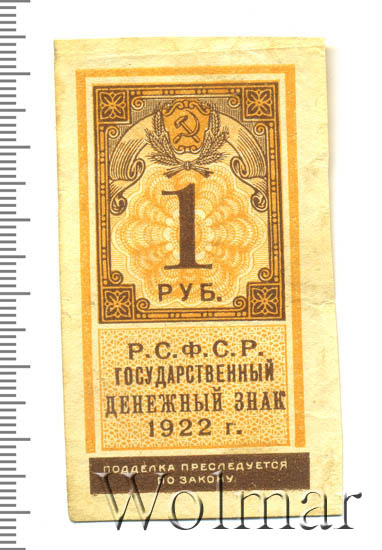 1
РУБ.
Р.С.Ф.С.Р.
ГОСУДАРСТВЕННЫЙ
ДЕНЕЖНЫЙ ЗНАК
1922 г.
ПОДДЕЛКА ПРЕСЛЕДУЕТСЯ
ПО ЗАКОНУ.
Wolmar